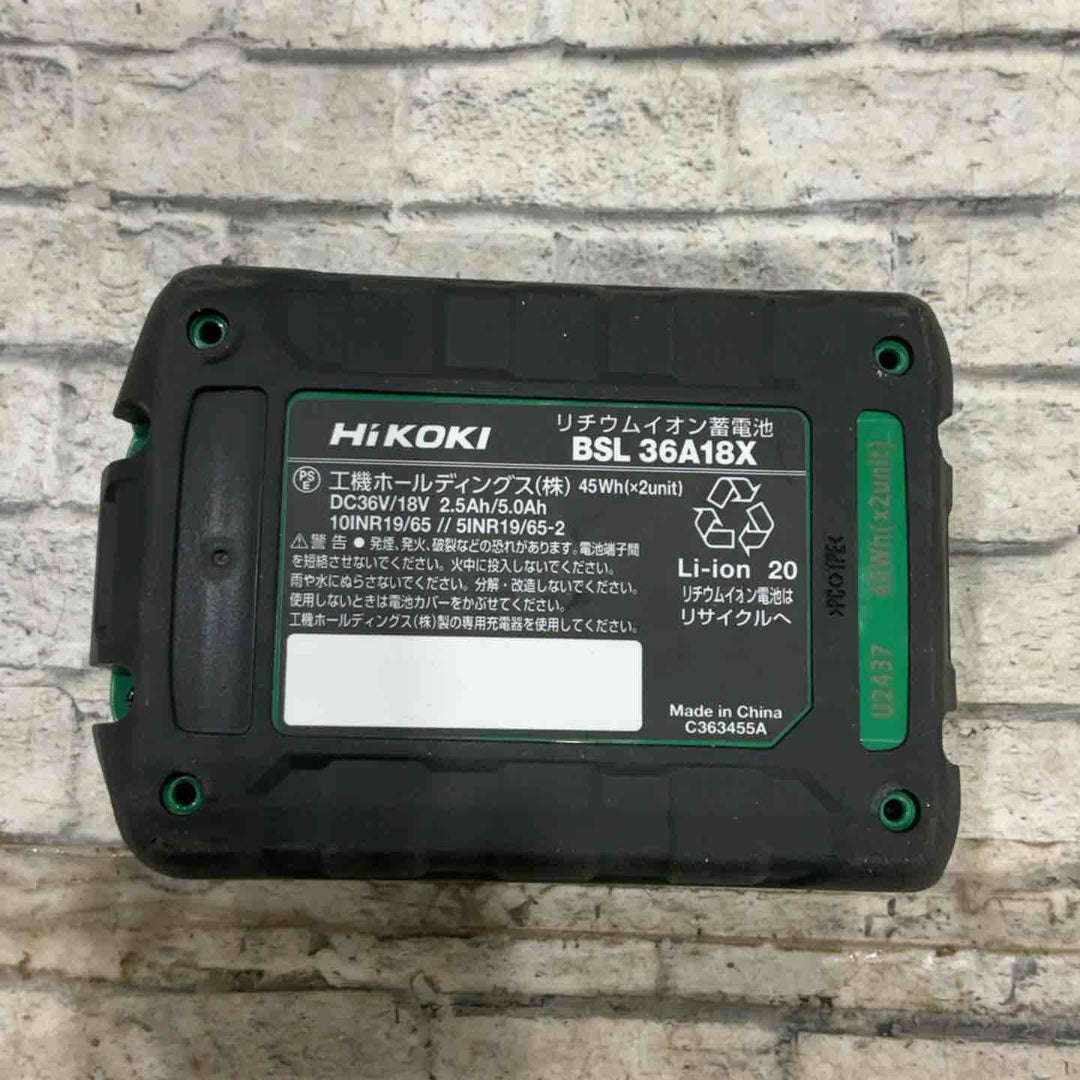 HiKOKI
リチウムイオン蓄電池
BSL 36A18X
PS E
工機ホールディングス(株) 45Wh(×2unit)
DC36V/18V 2.5Ah/5.0Ah
10INR19/65 // 5INR19/65-2
⚠警告 ● 発煙、発火、破裂などの恐れがあります。電池端子間
を短絡させないでください。火中に投入しないでください。
雨や水にぬらさないでください。分解・改造しないでください。
使用しないときは電池カバーをかぶせてください。
工機ホールディングス(株)製の専用充電器を使用してください。
Li-ion 20
リチウムイオン電池は
リサイクルへ
Made in China
C363455A
U2437 45Wh(×2unit)